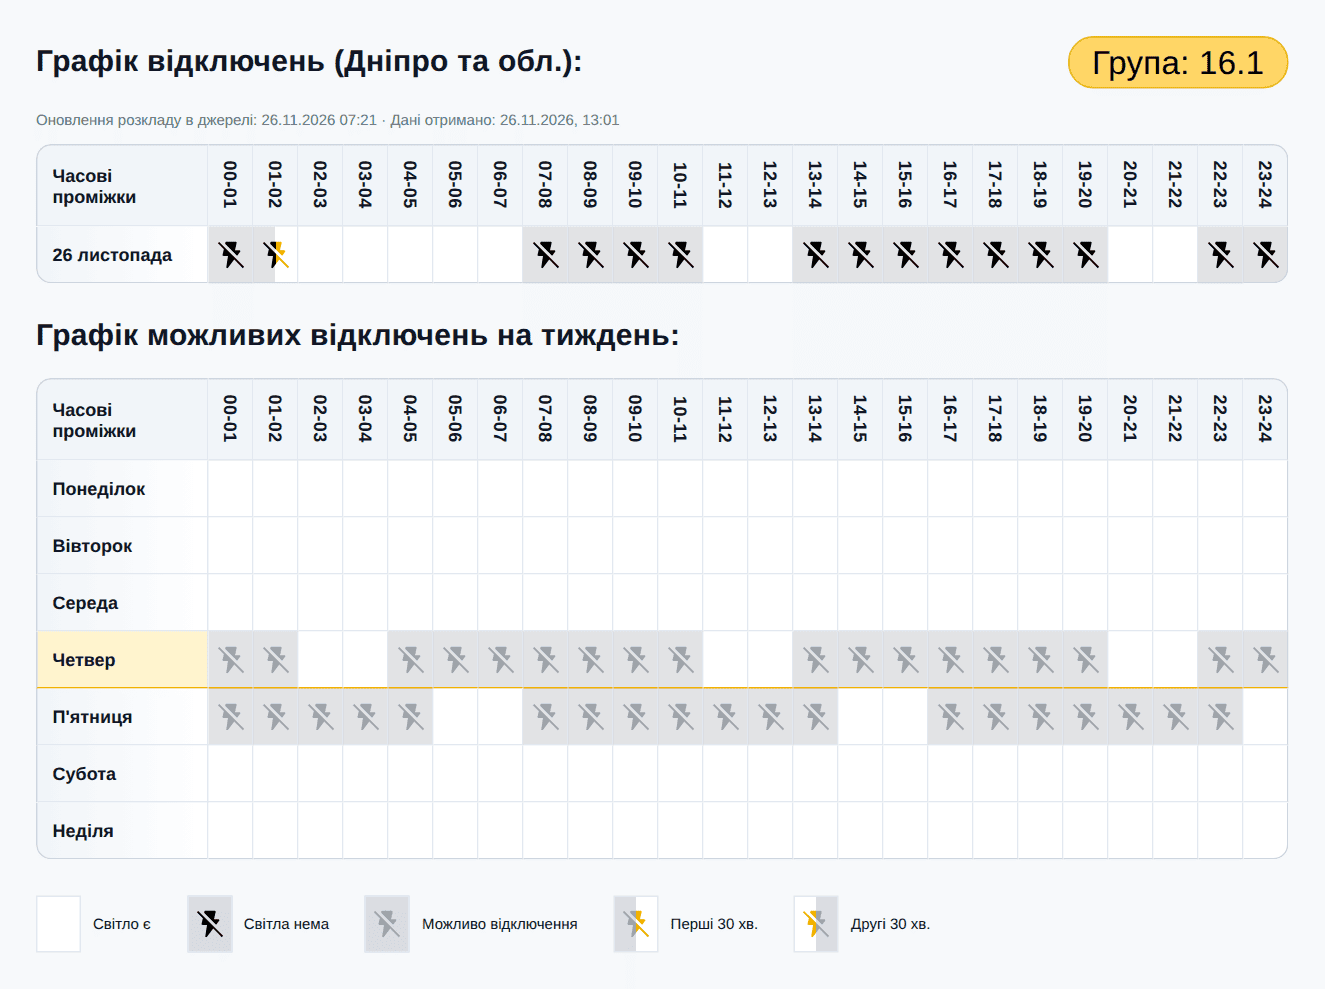 Графік відключень (Дніпро та обл.):
Група: 16.1
Оновлення розкладу в джерелі: 26.11.2026 07:21 · Дані отримано: 26.11.2026, 13:01
Часові
проміжки
00-01 01-02 02-03 03-04 04-05 05-06 06-07 07-08 08-09 09-10 10-11 11-12 12-13 13-14 14-15 15-16 16-17 17-18 18-19 19-20 20-21 21-22 22-23 23-24
26 листопада
Графік можливих відключень на тиждень:
Часові
проміжки
00-01 01-02 02-03 03-04 04-05 05-06 06-07 07-08 08-09 09-10 10-11 11-12 12-13 13-14 14-15 15-16 16-17 17-18 18-19 19-20 20-21 21-22 22-23 23-24
Понеділок
Вівторок
Середа
Четвер
П'ятниця
Субота
Неділя
Світло є
Світла нема
Можливо відключення
Перші 30 хв.
Другі 30 хв.